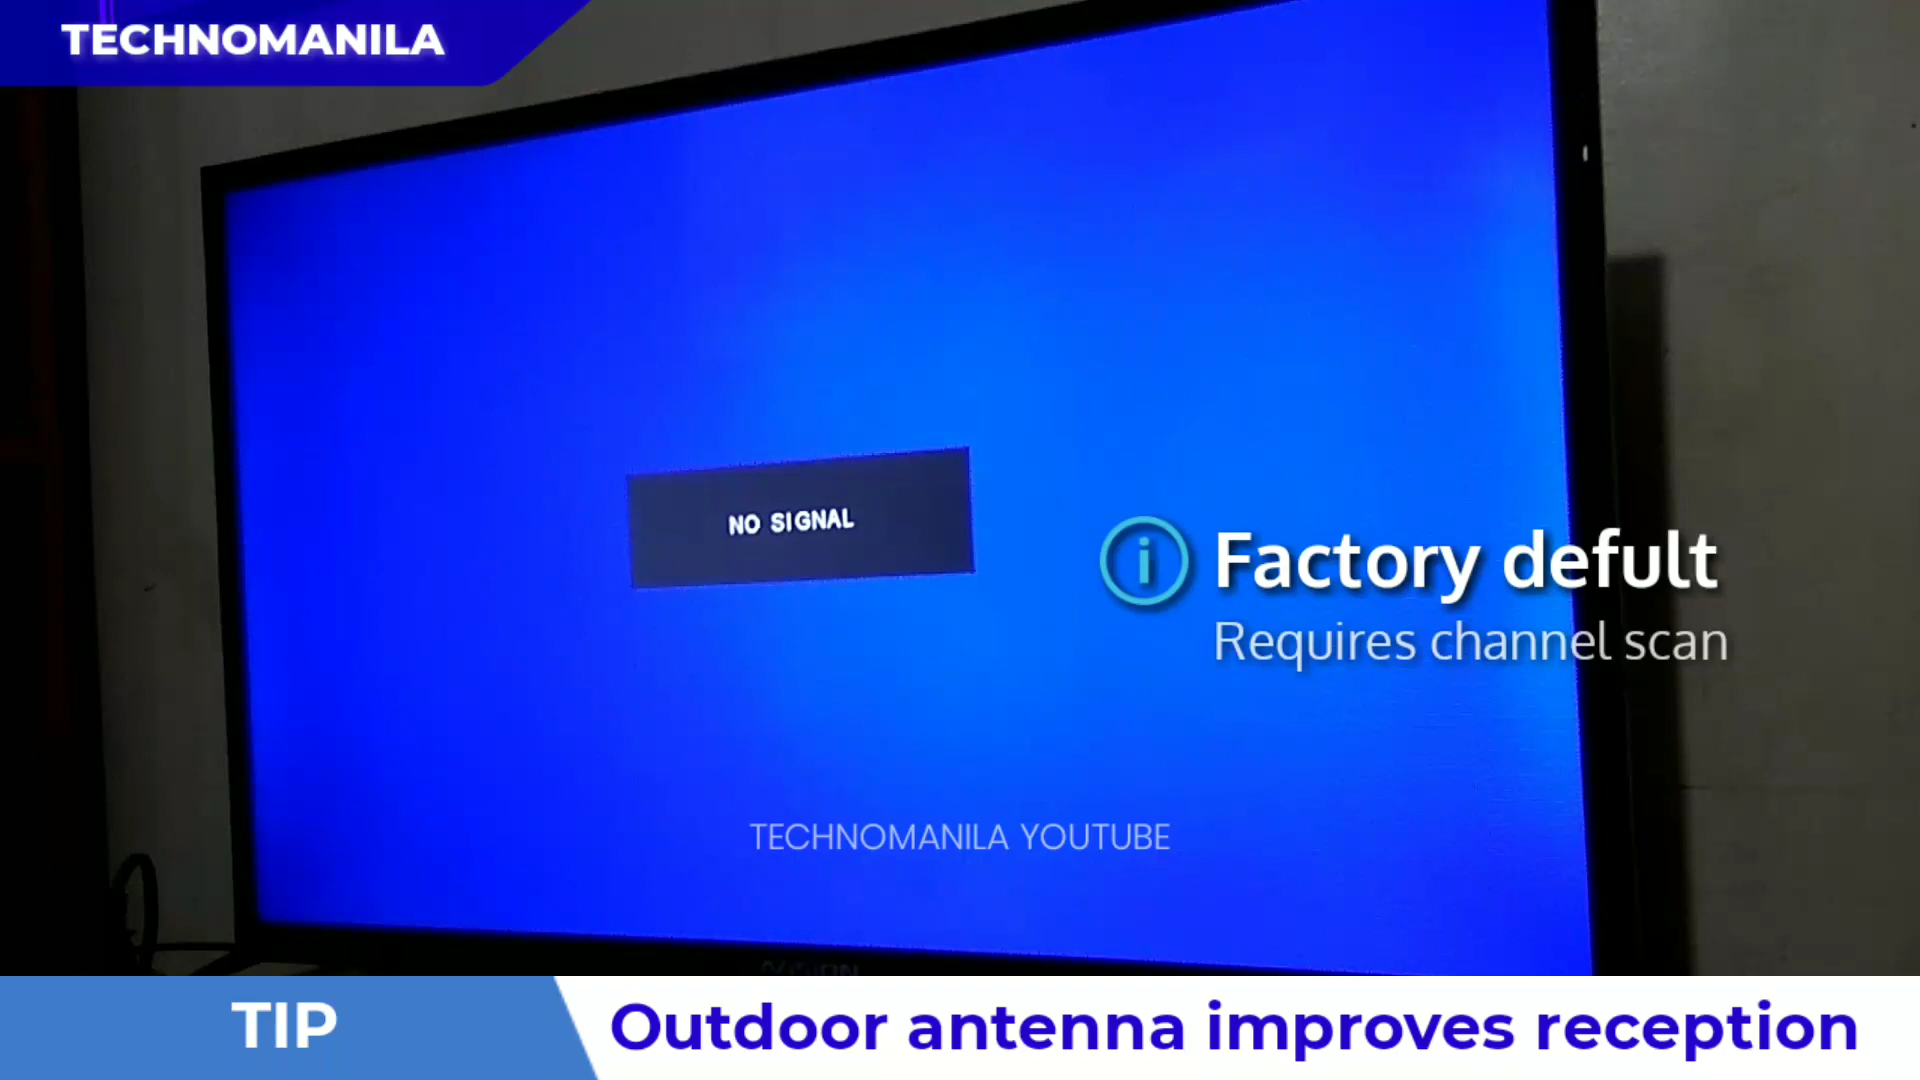 TECHNOMANILA
NO SIGNAL
Factory defult
Requires channel scan
TECHNOMANILA YOUTUBE
TIP
Outdoor antenna improves reception